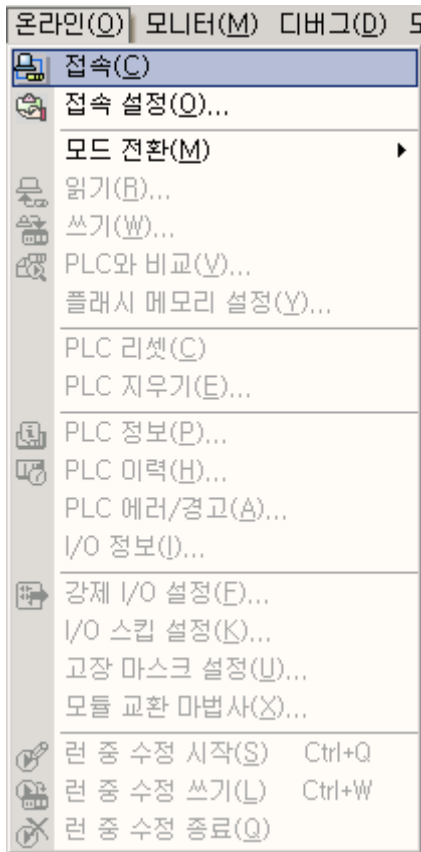 온라인(O) 모니터(M) 디버그(D)
접속(C)
접속 설정(O)...
모드 전환(M)
읽기(R)...
쓰기(W)...
PLC와 비교(V)...
플래시 메모리 설정(Y)...
PLC 리셋(C)
PLC 지우기(E)...
PLC 정보(P)...
PLC 이력(H)...
PLC 에러/경고(A)...
I/O 정보(I)...
강제 I/O 설정(F)...
I/O 스킵 설정(K)...
고장 마스크 설정(U)...
모듈 교환 마법사(X)...
런 중 수정 시작(S) Ctrl+Q
런 중 수정 쓰기(L) Ctrl+W
런 중 수정 종료(Q)